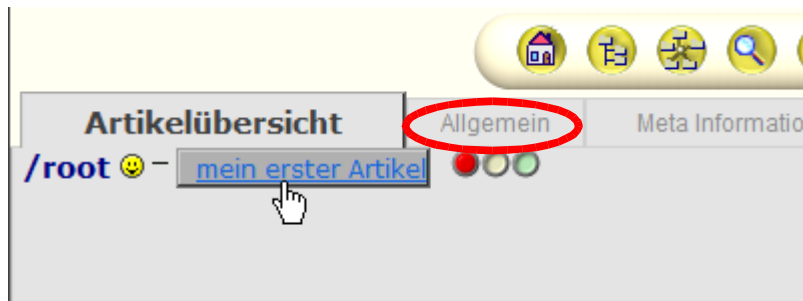 Artikelübersicht Allgemein Meta Informatio
/root – mein erster Artikel